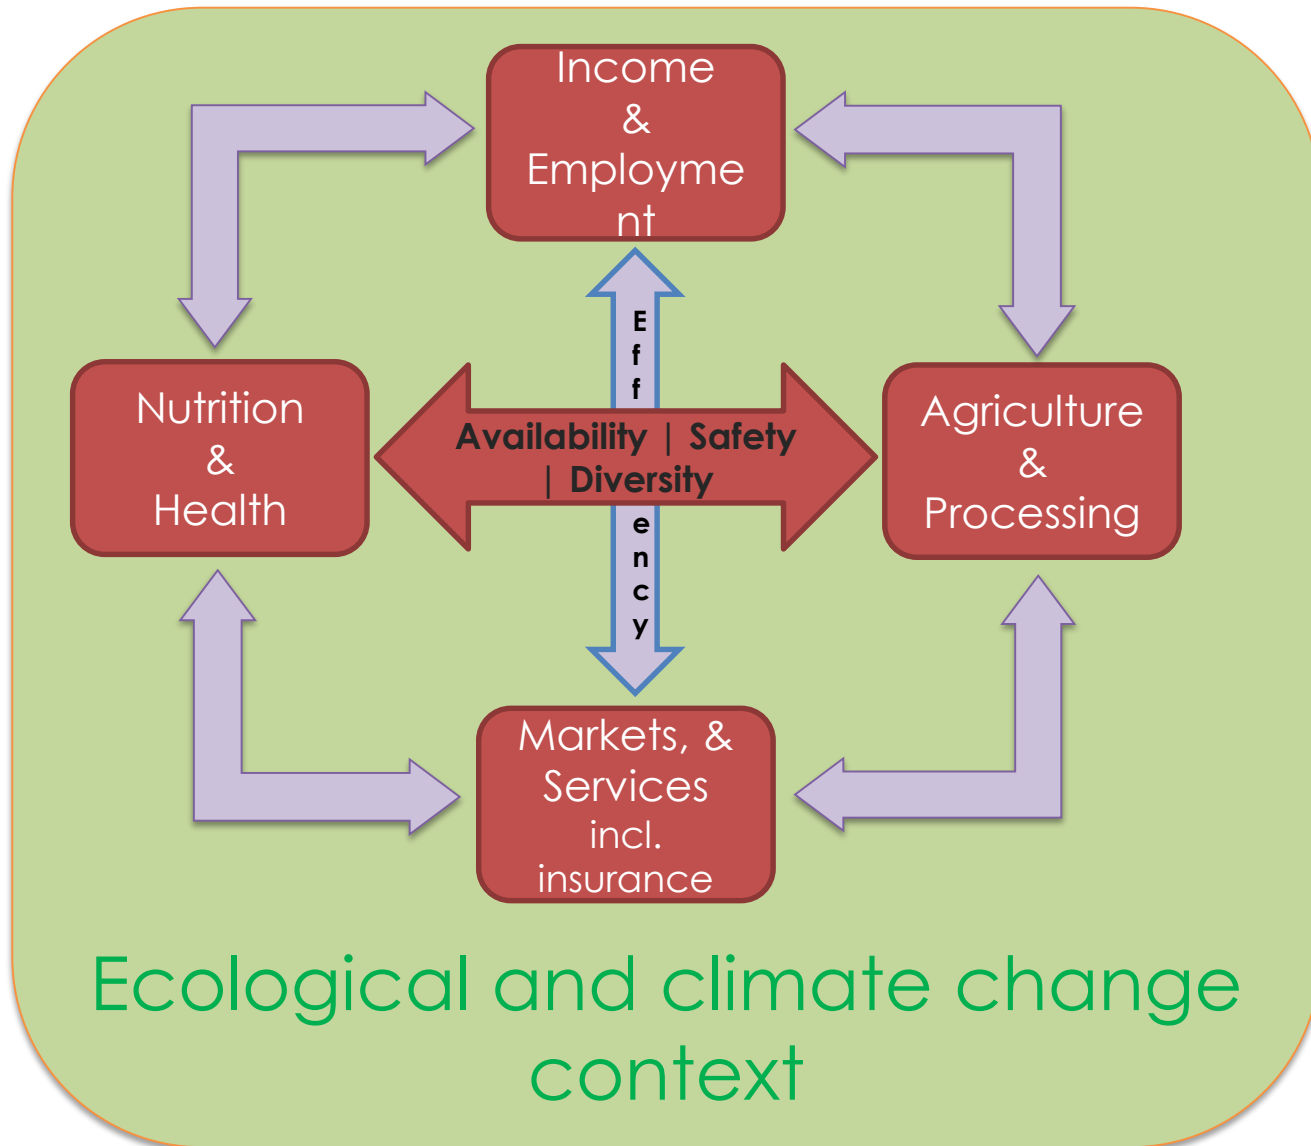 Income
&
Employme
nt
E
f
f
Nutrition
&
Health
Availability | Safety
| Diversity
Agriculture
&
Processing
e
n
c
y
Markets, &
Services
incl.
insurance
Ecological and climate change
context